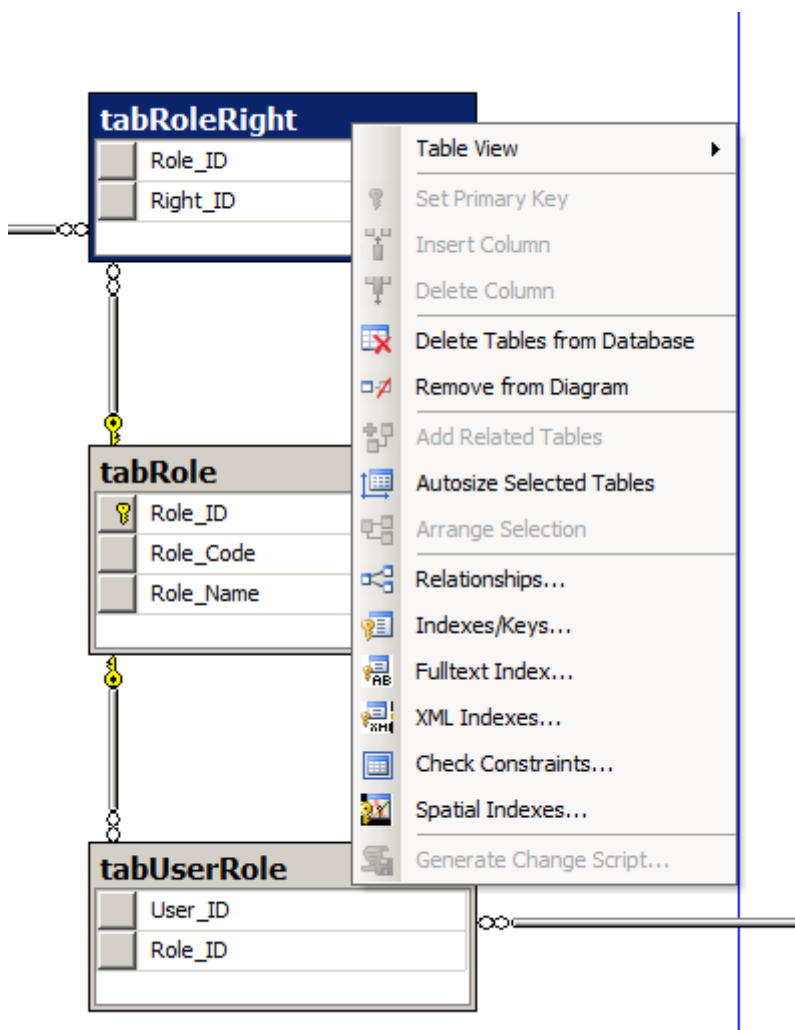 tabRoleRight
Role_ID
Right_ID
Table View
Set Primary Key
Insert Column
Delete Column
Delete Tables from Database
Remove from Diagram
Add Related Tables
Autosize Selected Tables
Arrange Selection
Relationships...
Indexes/Keys...
AB
Fulltext Index...
XML
XML Indexes...
Check Constraints...
Spatial Indexes...
Generate Change Script...
tabRole
Role_ID
Role_Code
Role_Name
tabUserRole
User_ID
Role_ID